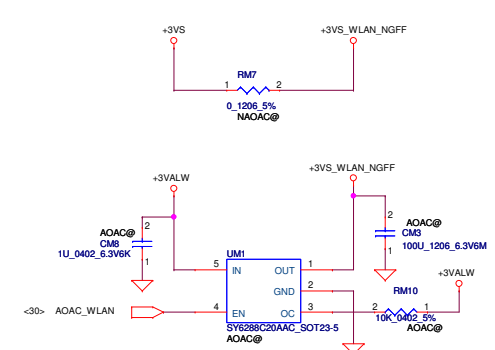 +3VS
+3VS_WLAN_NGFF
RM7
1
2
0_1206_5%
NAOAC@
+3VALW
+3VS_WLAN_NGFF
2
AOAC@
CM8
1U_0402_6.3V6K
1
2
AOAC@
CM3
100U_1206_6.3V6M
1
UM1
5
IN
OUT
1
GND
2
4
EN
OC
3
SY6288C20AAC_SOT23-5
AOAC@
<30>
AOAC_WLAN
+3VALW
RM10
2
1
10K_0402_5%
AOAC@